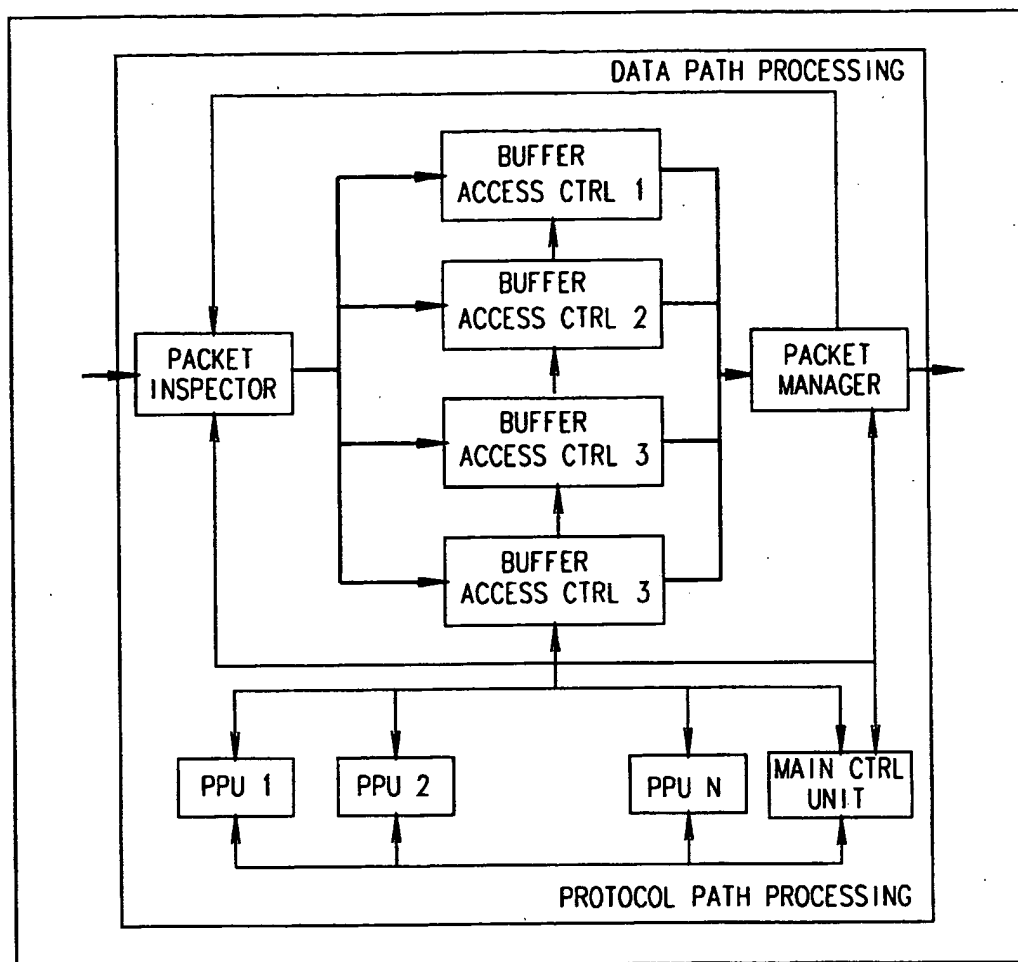 DATA PATH PROCESSING
BUFFER
ACCESS CTRL 1
BUFFER
ACCESS CTRL 2
PACKET
INSPECTOR
PACKET
MANAGER
BUFFER
ACCESS CTRL 3
BUFFER
ACCESS CTRL 3
PPU 1
PPU 2
PPU N
MAIN CTRL
UNIT
PROTOCOL PATH PROCESSING